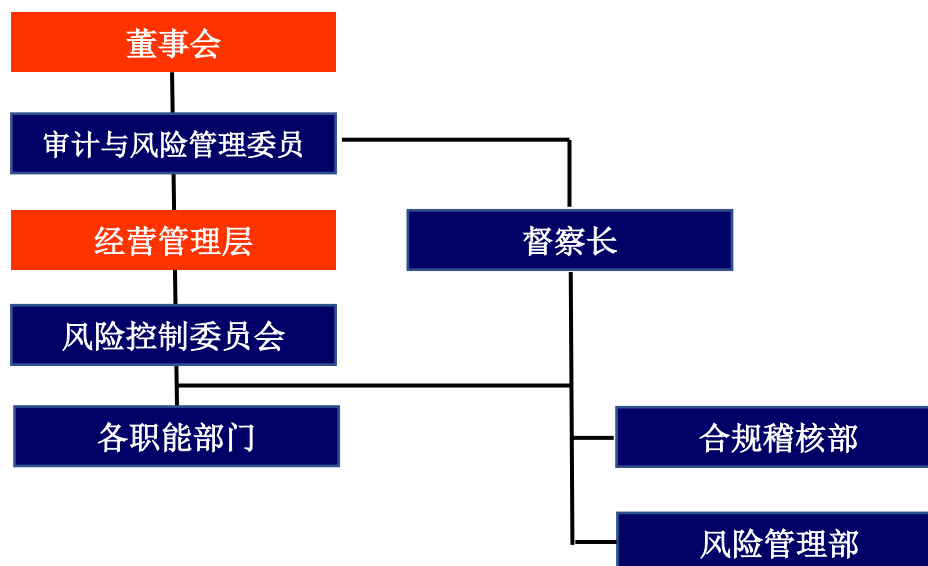 董事会
审计与风险管理委员
经营管理层
督察长
风险控制委员会
各职能部门
合规稽核部
风险管理部